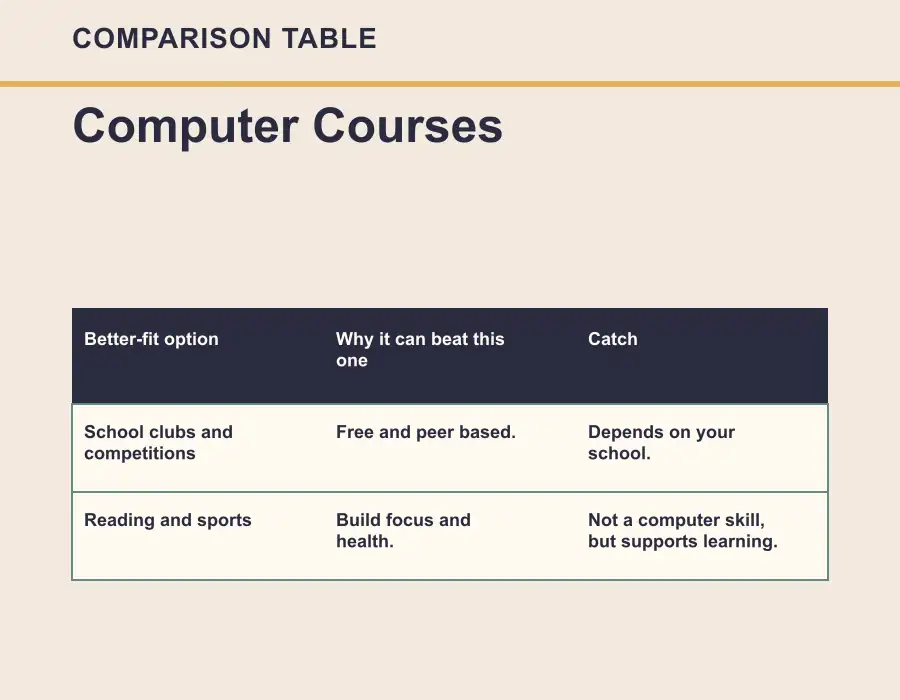 COMPARISON TABLE
Computer Courses
Better-fit option
Why it can beat this
one
Catch
School clubs and
competitions
Free and peer based.
Depends on your
school.
Reading and sports
Build focus and
health.
Not a computer skill,
but supports learning.